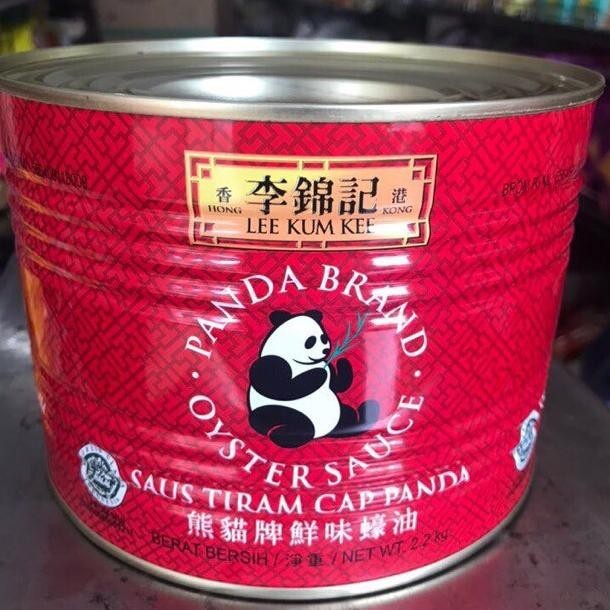 香 李錦記 港
HONG KONG
LEE KUM KEE
· PANDA BRAND ·
OYSTER SAUCE
SAUS TIRAM CAP PANDA
熊貓牌鮮味蠔油
BERAT BERSIH / 淨重 / NET WT. 2.2 kg